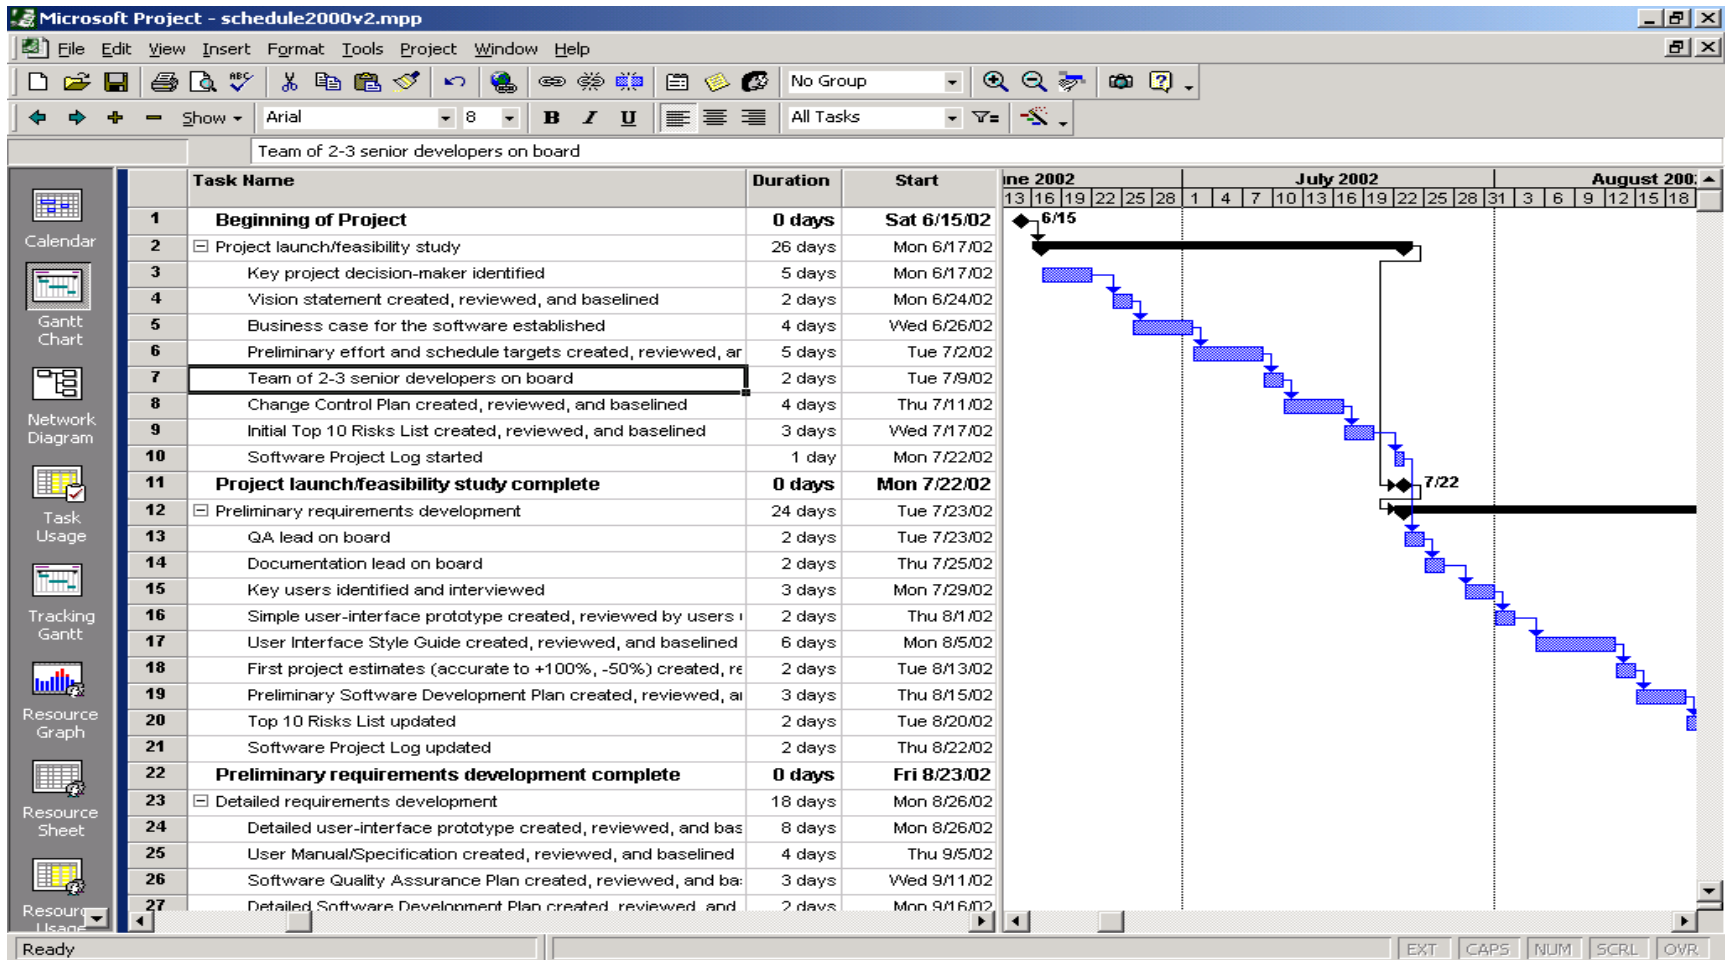 Microsoft Project - schedule2000v2.mpp
File Edit View Insert Format Tools Project Window Help
ABC No Group
Show Arial 8 B I U All Tasks
Team of 2-3 senior developers on board
Task Name Duration Start ne 2002 July 2002 August 200
13 16 19 22 25 28 1 4 7 10 13 16 19 22 25 28 31 3 6 9 12 15 18
1 Beginning of Project 0 days Sat 6/15/02 6/15
2 Project launch/feasibility study 26 days Mon 6/17/02
3 Key project decision-maker identified 5 days Mon 6/17/02
4 Vision statement created, reviewed, and baselined 2 days Mon 6/24/02
5 Business case for the software established 4 days Wed 6/26/02
6 Preliminary effort and schedule targets created, reviewed, ar 5 days Tue 7/2/02
7 Team of 2-3 senior developers on board 2 days Tue 7/9/02
8 Change Control Plan created, reviewed, and baselined 4 days Thu 7/11/02
9 Initial Top 10 Risks List created, reviewed, and baselined 3 days Wed 7/17/02
10 Software Project Log started 1 day Mon 7/22/02
11 Project launch/feasibility study complete 0 days Mon 7/22/02 7/22
12 Preliminary requirements development 24 days Tue 7/23/02
13 QA lead on board 2 days Tue 7/23/02
14 Documentation lead on board 2 days Thu 7/25/02
15 Key users identified and interviewed 3 days Mon 7/29/02
16 Simple user-interface prototype created, reviewed by users 2 days Thu 8/1/02
17 User Interface Style Guide created, reviewed, and baselined 6 days Mon 8/5/02
18 First project estimates (accurate to +100%, -50%) created, re 2 days Tue 8/13/02
19 Preliminary Software Development Plan created, reviewed, ar 3 days Thu 8/15/02
20 Top 10 Risks List updated 2 days Tue 8/20/02
21 Software Project Log updated 2 days Thu 8/22/02
22 Preliminary requirements development complete 0 days Fri 8/23/02
23 Detailed requirements development 18 days Mon 8/26/02
24 Detailed user-interface prototype created, reviewed, and bas 8 days Mon 8/26/02
25 User Manual/Specification created, reviewed, and baselined 4 days Thu 9/5/02
26 Software Quality Assurance Plan created, reviewed, and ba 3 days Wed 9/11/02
27 Detailed Software Development Plan created, reviewed, and 2 days Mon 9/16/02
Calendar
Gantt
Chart
Network
Diagram
Task
Usage
Tracking
Gantt
Resource
Graph
Resource
Sheet
Resource
Usage
Ready EXT CAPS NUM SCRL OVR